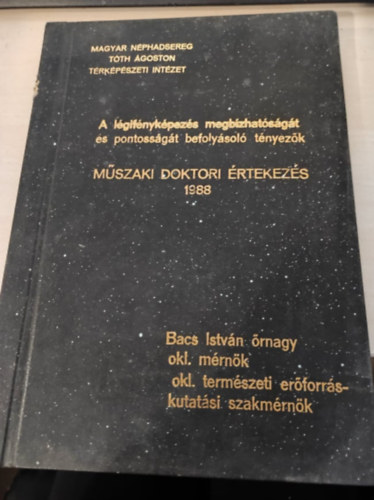 MAGYAR NÉPHADSEREG
TÓTH ÁGOSTON
TÉRKÉPÉSZETI INTÉZET
A légifényképezés megbízhatóságát
és pontosságát befolyásoló tényezők
MŰSZAKI DOKTORI ÉRTEKEZÉS
1988
Bacs István őrnagy
okl. mérnök
okl. természeti erőforrás-
kutatási szakmérnök